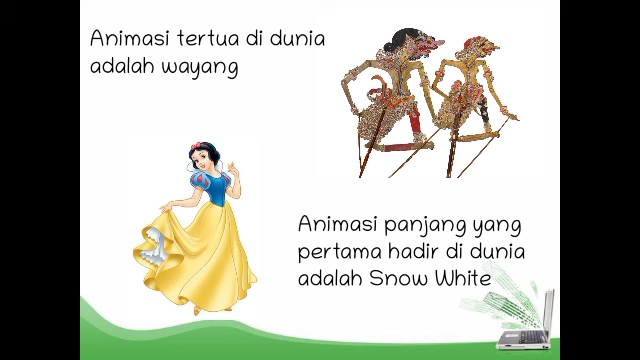 Animasi tertua di dunia
adalah wayang
Animasi panjang yang
pertama hadir di dunia
adalah Snow White